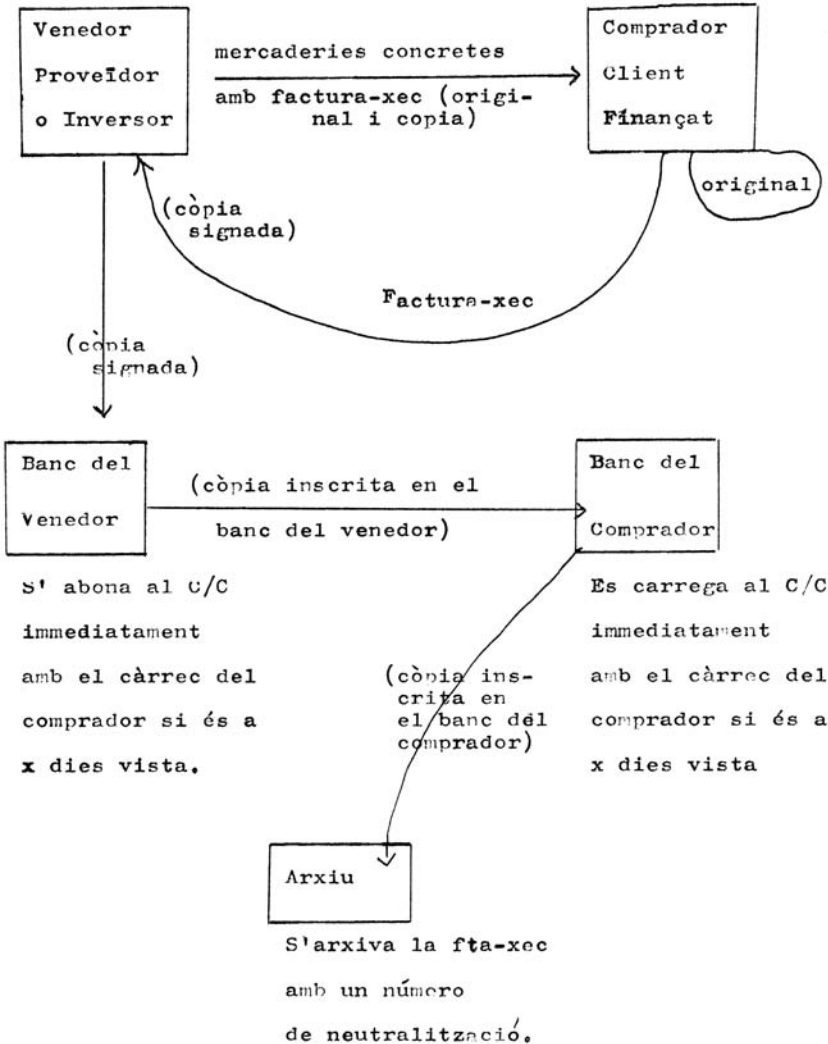 Venedor
Proveïdor
o Inversor
mercaderies concretes
amb factura-xec (origi-
nal i copia)
Comprador
Client
Finançat
original
(còpia
signada)
Factura-xec
(còpia
signada)
Banc del
Venedor
(còpia inscrita en el
banc del venedor)
Banc del
Comprador
S' abona al C/C
immediatament
amb el càrrec del
comprador si és a
x dies vista.
Es carrega al C/C
immediatament
amb el càrrec del
comprador si és a
x dies vista
(còpia ins-
crita en
el banc del
comprador)
Arxiu
S'arxiva la fta-xec
amb un número
de neutralització.